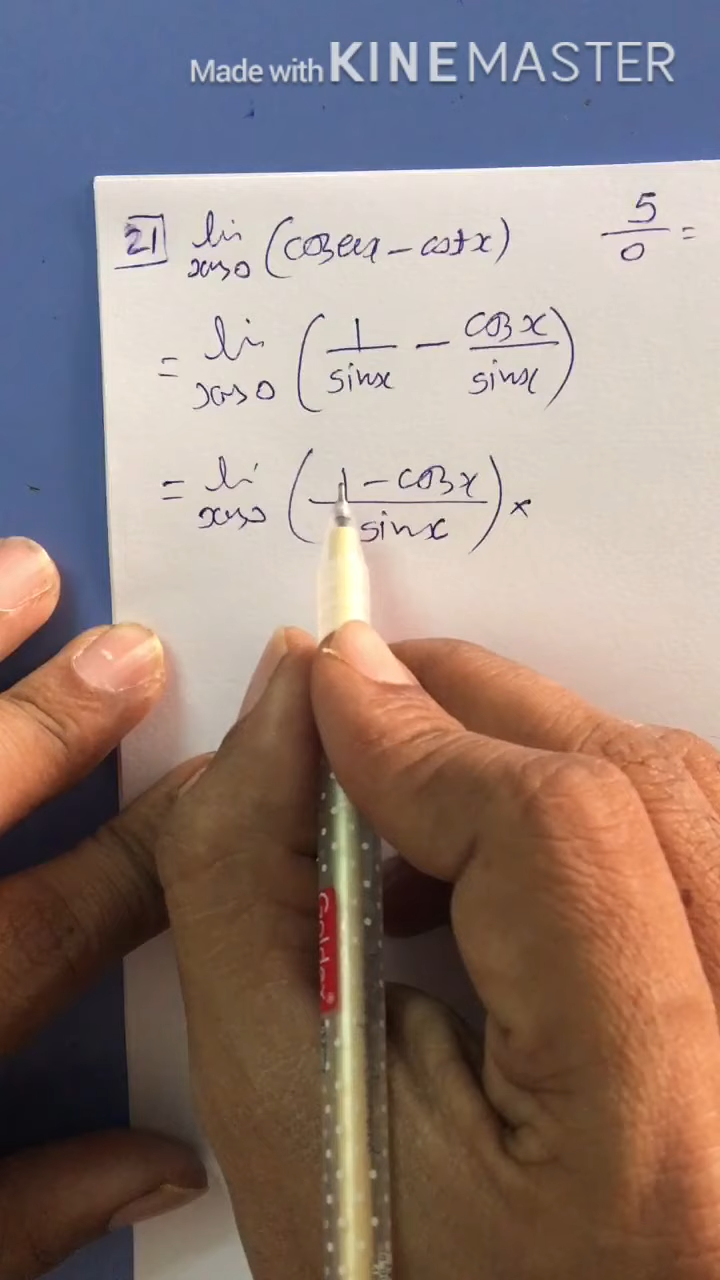 Made with KINEMASTER
21 lim x→0 (cosecx - cotx) 5/0 =
= lim x→0 (1/sinx - cosx/sinx)
= lim x→0 (1 - cosx/sinx) ×
Goldex